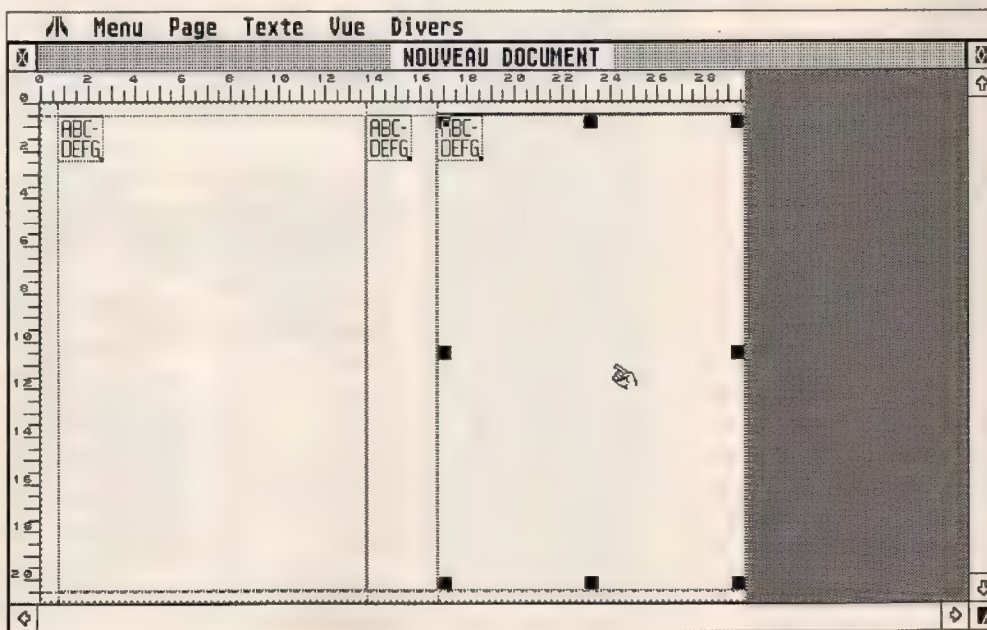 Menu Page Texte Vue Divers
NOUVEAU DOCUMENT
0 2 4 6 8 10 12 14 16 18 20 22 24 26 28
0
ABC-
DEFG
ABC-
DEFG
ABC-
DEFG
2
4
6
8
10
12
14
16
18
20